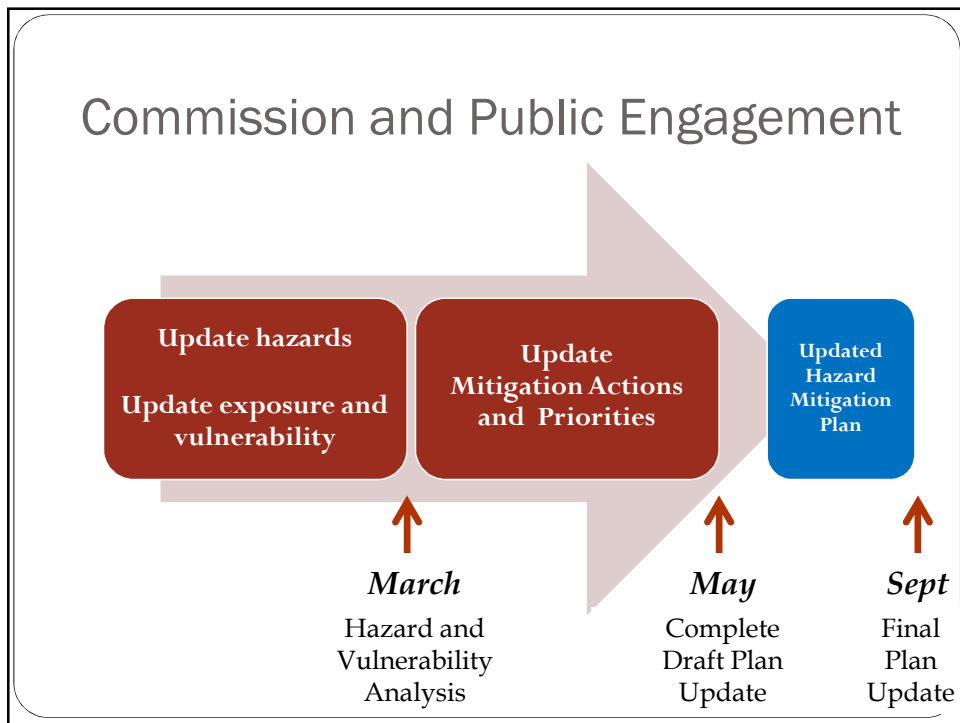 Commission and Public Engagement
Update hazards
Update exposure and
vulnerability
Update
Mitigation Actions
and Priorities
Updated
Hazard
Mitigation
Plan
March
Hazard and
Vulnerability
Analysis
May
Complete
Draft Plan
Update
Sept
Final
Plan
Update